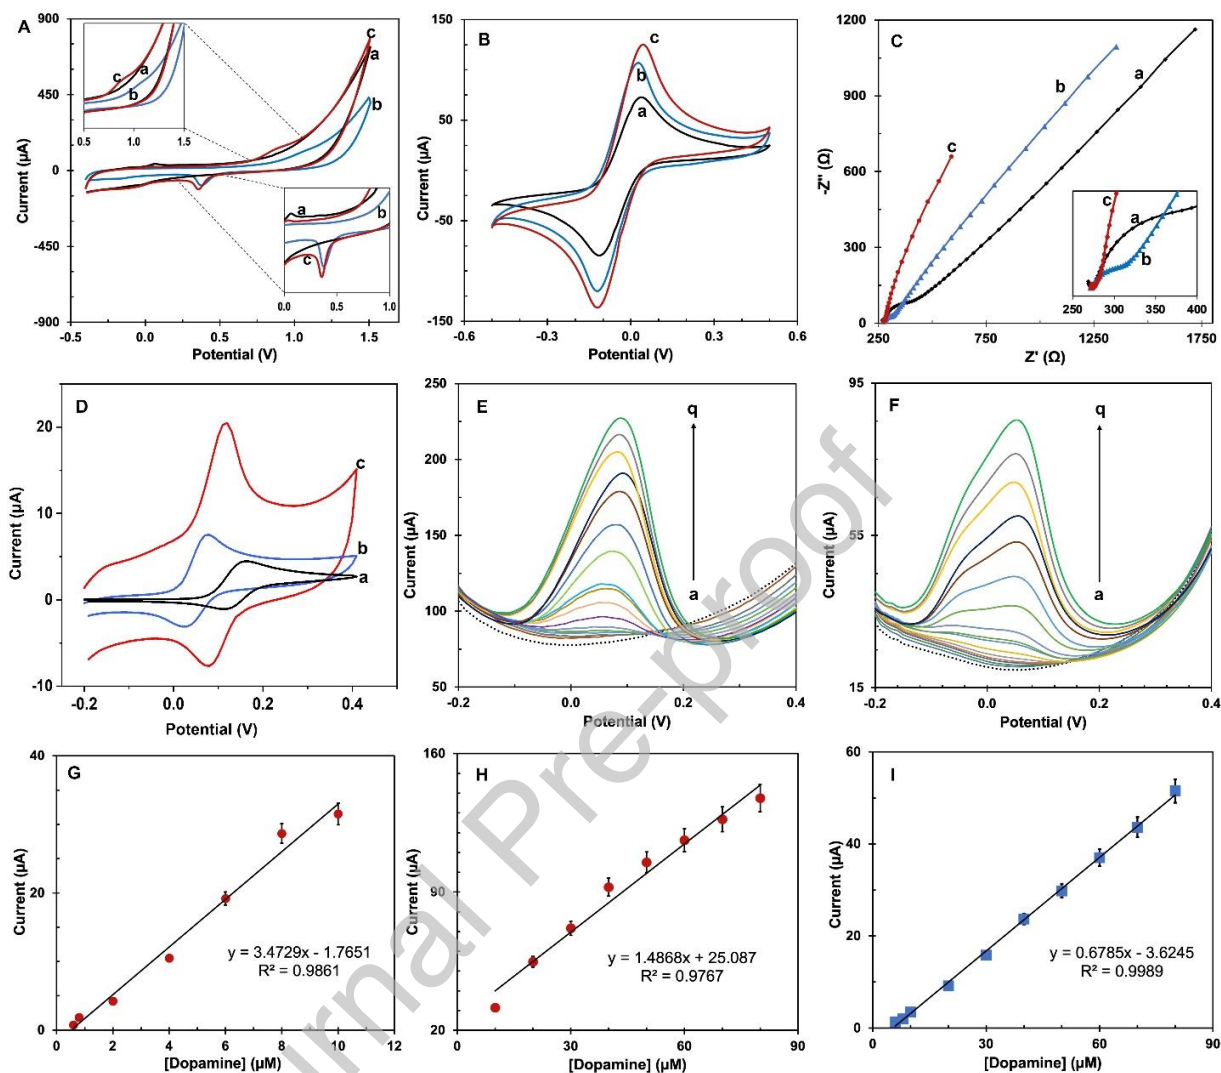 A
900
450
0
-450
-900
Current (µA)
-0.5
0.0
0.5
1.0
1.5
Potential (V)
c
a
b
c
a
b
0.5
1.0
1.5
a
b
c
0.0
0.5
1.0
B
150
50
-50
-150
Current (µA)
-0.6
-0.3
0.0
0.3
0.6
Potential (V)
c
b
a
C
1200
900
600
300
0
-Z'' (Ω)
250
750
1250
1750
Z' (Ω)
a
b
c
c
a
b
260
300
330
360
400
D
20
10
0
-10
Current (µA)
-0.2
0.0
0.2
0.4
Potential (V)
c
b
a
E
250
200
150
100
50
Current (µA)
-0.2
0.0
0.2
0.4
Potential (V)
q
a
F
95
55
15
Current (µA)
-0.2
0.0
0.2
0.4
Potential (V)
q
a
G
40
20
0
Current (µA)
0
2
4
6
8
10
12
[Dopamine] (µM)
y = 3.4729x - 1.7651
R² = 0.9861
H
160
90
20
Current (µA)
0
30
60
90
[Dopamine] (µM)
y = 1.4868x + 25.087
R² = 0.9767
I
60
40
20
0
Current (µA)
0
30
60
90
[Dopamine] (µM)
y = 0.6785x - 3.6245
R² = 0.9989
Journal Pre-proof